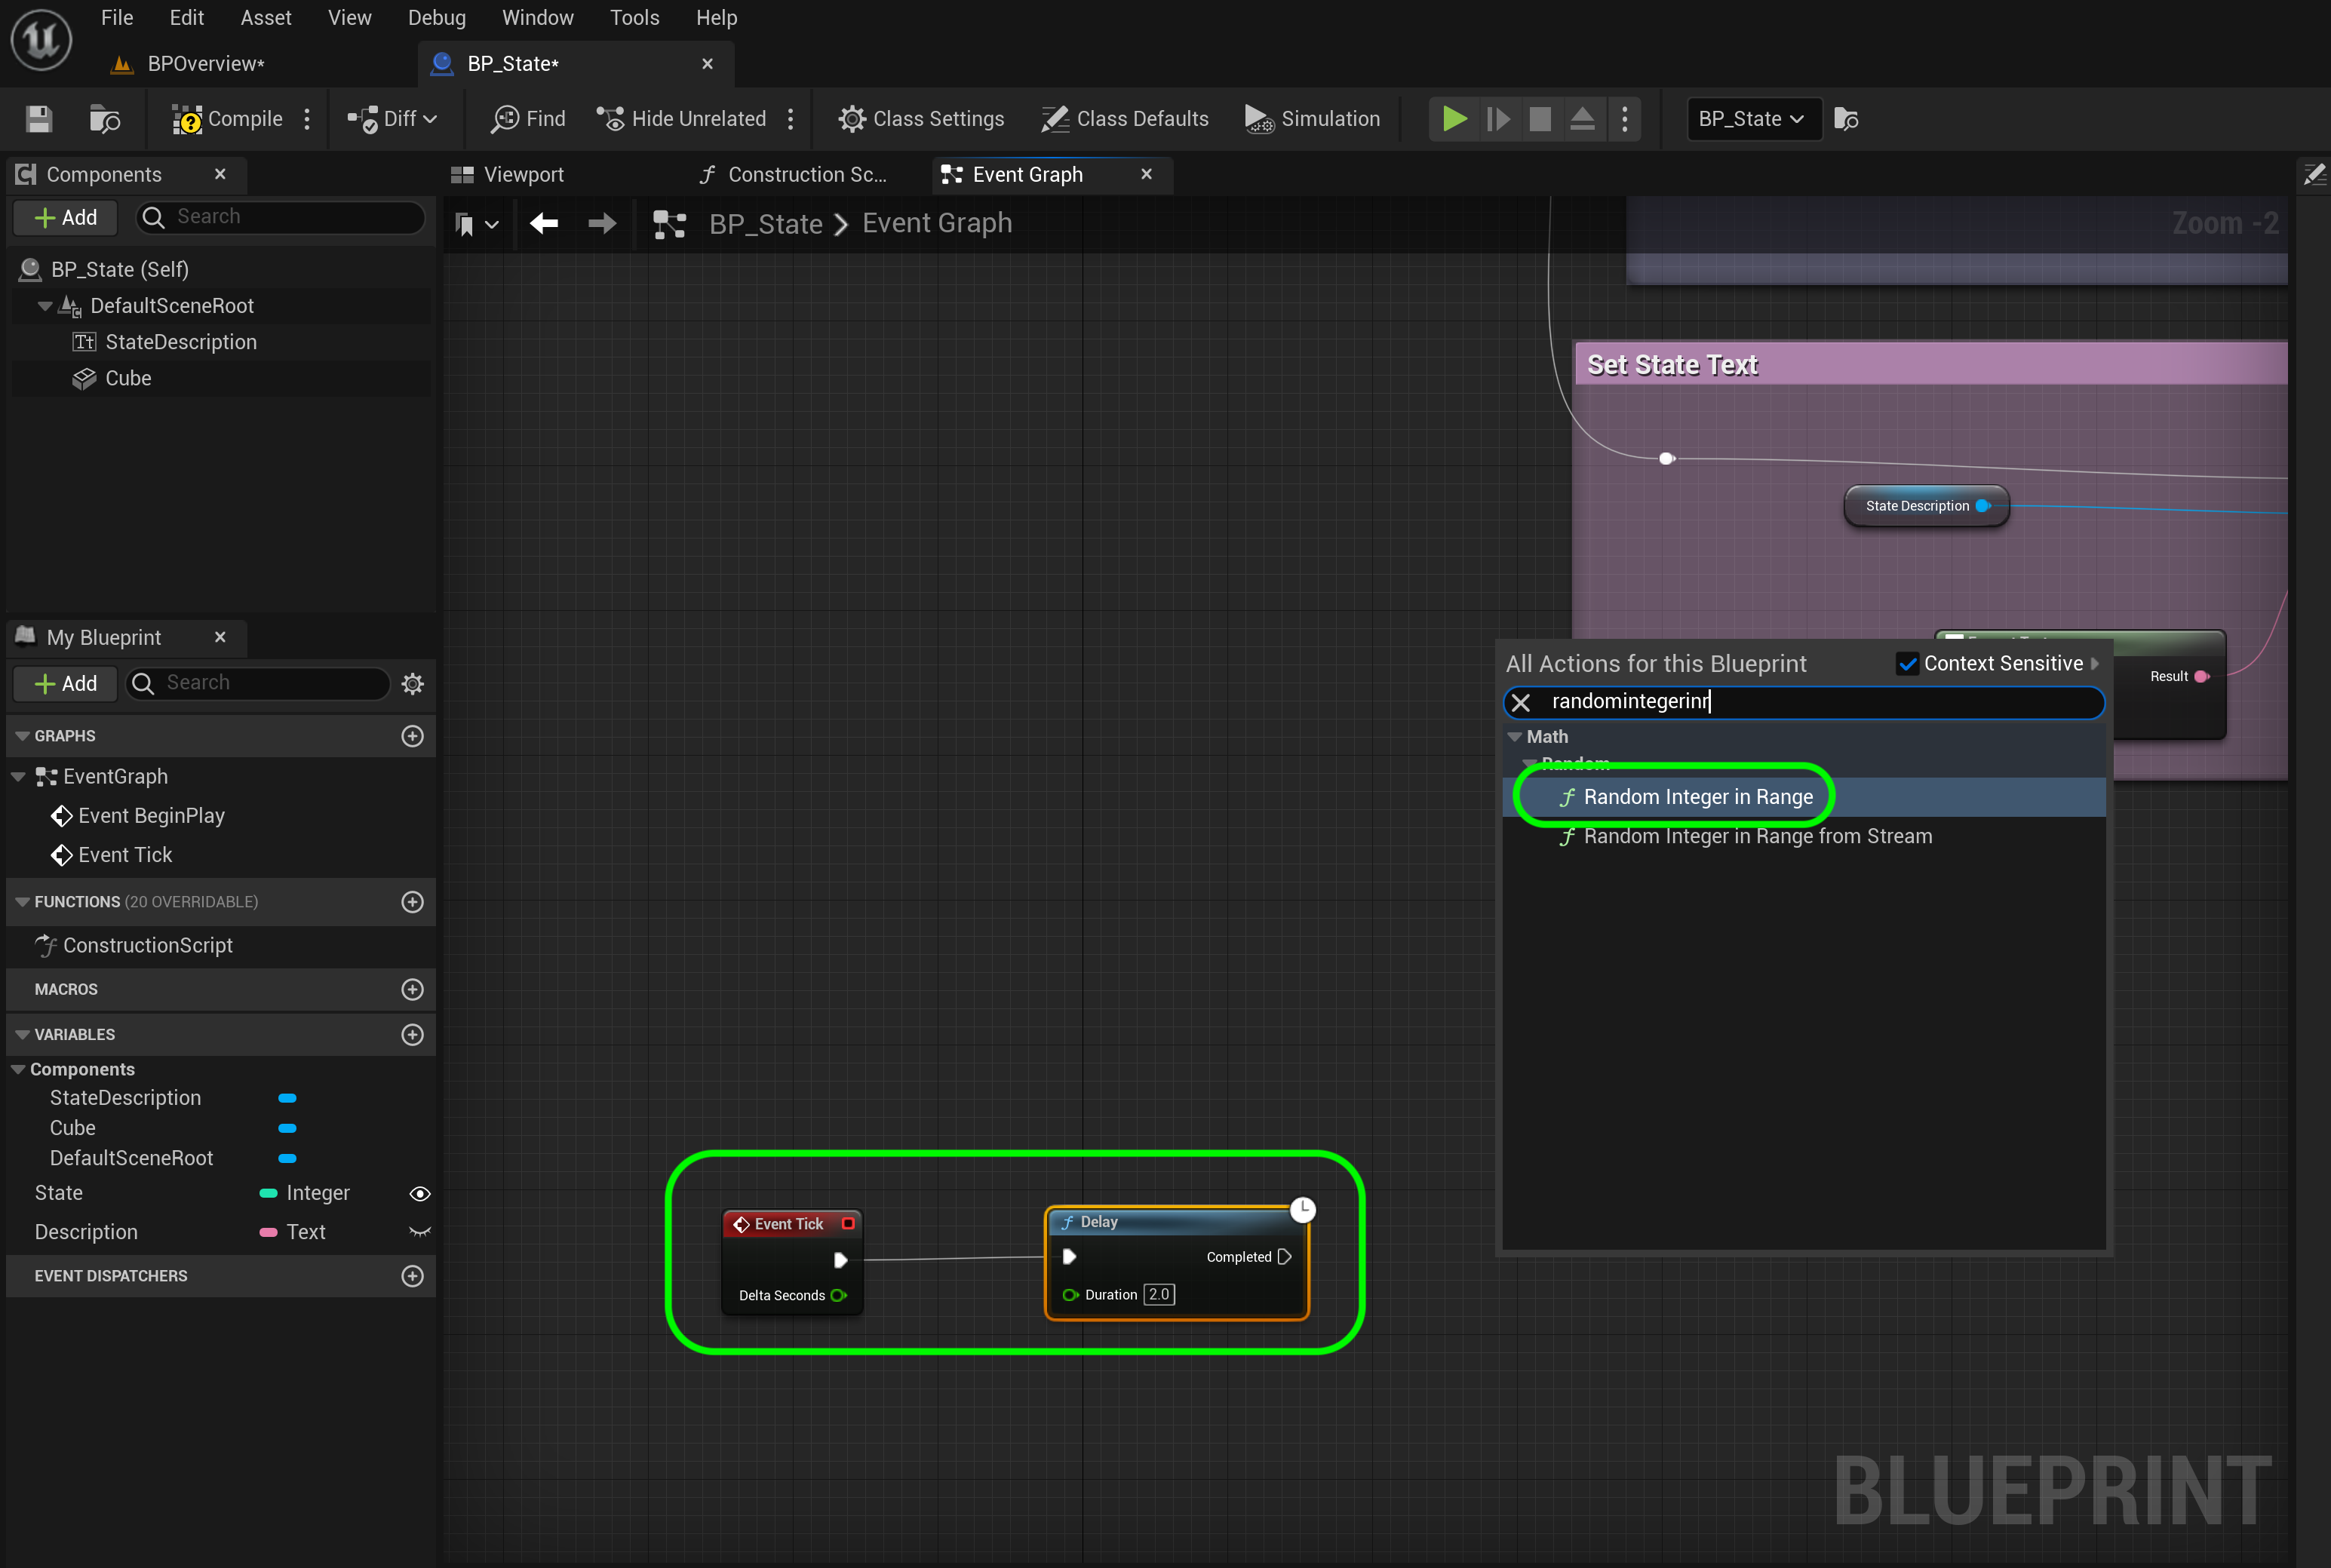 File Edit Asset View Debug Window Tools Help
BPOverview*
BP_State*
Compile
Diff
Find
Hide Unrelated
Class Settings
Class Defaults
Simulation
BP_State
Components
Viewport
Construction Sc...
Event Graph
Add
Search
BP_State > Event Graph
Zoom -2
BP_State (Self)
DefaultSceneRoot
StateDescription
Cube
Set State Text
State Description
My Blueprint
Add
Search
GRAPHS
EventGraph
Event BeginPlay
Event Tick
FUNCTIONS (20 OVERRIDABLE)
ConstructionScript
MACROS
VARIABLES
Components
StateDescription
Cube
DefaultSceneRoot
State Integer
Description Text
EVENT DISPATCHERS
All Actions for this Blueprint
Context Sensitive
randomintegerinr
Math
Random
Random Integer in Range
Random Integer in Range from Stream
Result
Event Tick
Delta Seconds
Delay
Completed
Duration 2.0
BLUEPRINT